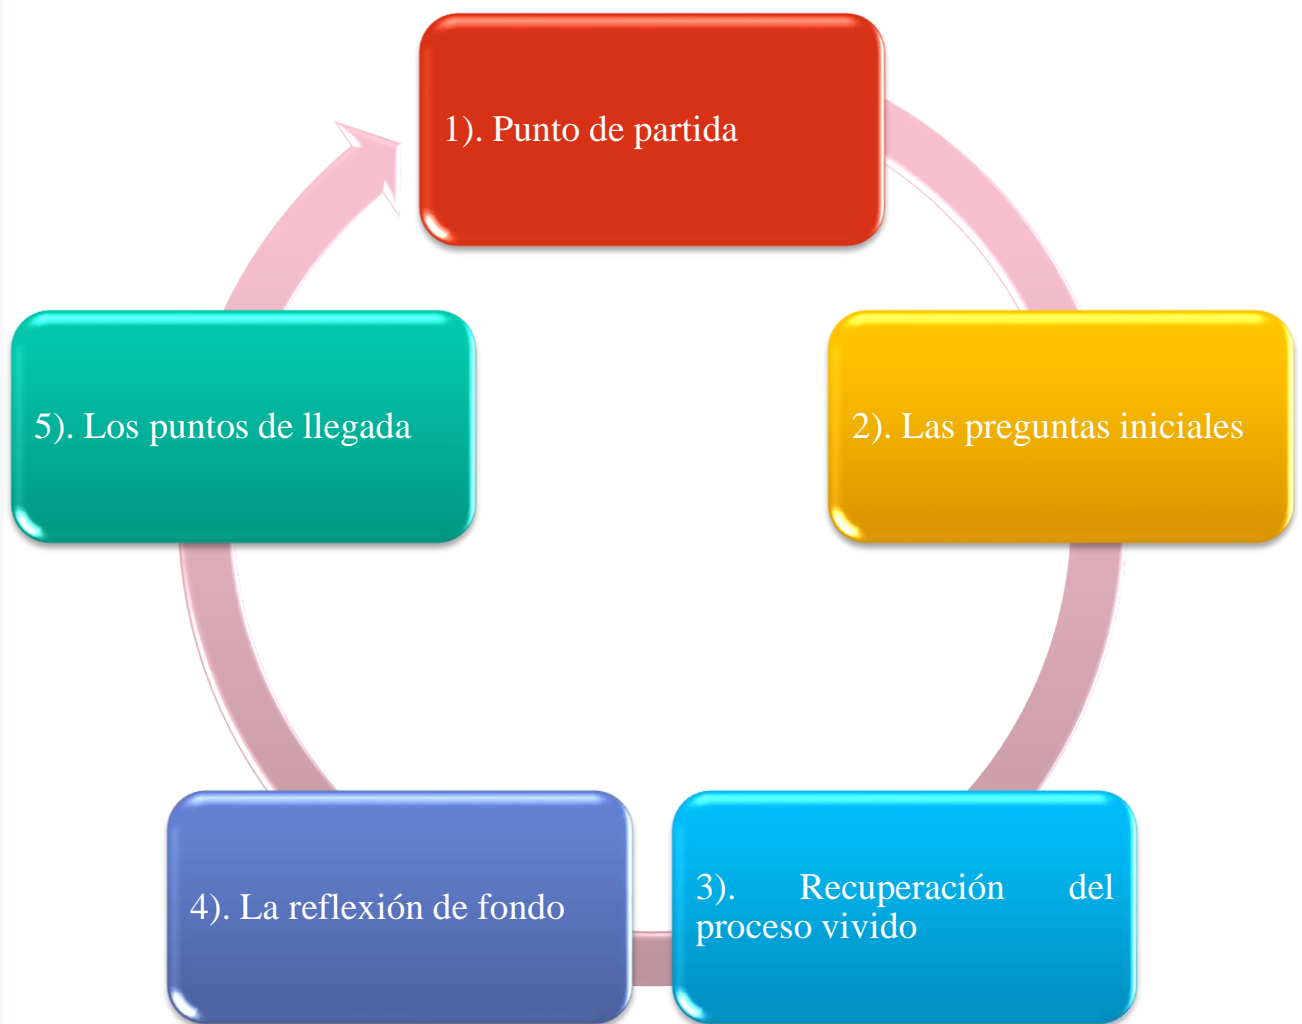 1). Punto de partida
2). Las preguntas iniciales
3). Recuperación del
proceso vivido
4). La reflexión de fondo
5). Los puntos de llegada